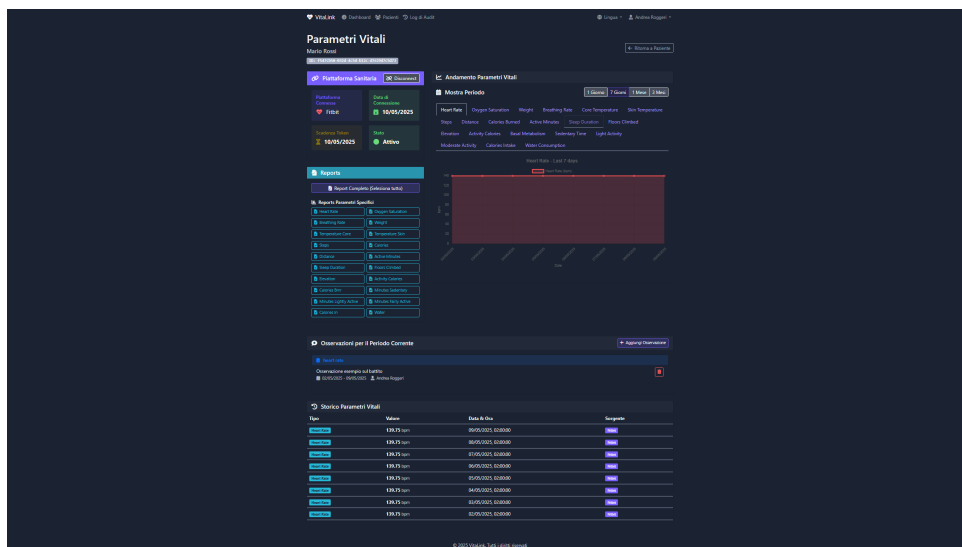 VitaLink Dashboard Pazienti Log di Audit Lingua Andrea Roggeri
Parametri Vitali
Mario Rossi
← Ritorna a Paziente
Piattaforma Sanitaria Disconnect
Piattaforma Connessa
Fitbit
Data di Connessione
10/05/2025
Scadenza Token
10/05/2025
Stato
Attivo
Reports
Report Completo (Seleziona tutto)
Reports Parametri Specifici
Heart Rate Oxygen Saturation
Breathing Rate Weight
Temperature Core Temperature Skin
Steps Calories
Distance Active Minutes
Sleep Duration Floors Climbed
Elevation Activity Calories
Calories Bmr Minutes Sedentary
Minutes Lightly Active Minutes Fairly Active
Calories In Water
Andamento Parametri Vitali
Mostra Periodo 1 Giorno 7 Giorni 1 Mese 3 Mesi
Heart Rate Oxygen Saturation Weight Breathing Rate Core Temperature Skin Temperature
Steps Distance Calories Burned Active Minutes Sleep Duration Floors Climbed
Elevation Activity Calories Basal Metabolism Sedentary Time Light Activity
Moderate Activity Calories Intake Water Consumption
Heart Rate - Last 7 days
Osservazioni per il Periodo Corrente + Aggiungi Osservazione
Heart rate
Osservazione esempio sul battito
02/05/2025 - 09/05/2025 Andrea Roggeri
Storico Parametri Vitali
Tipo Valore Data & Ora Sorgente
Heart Rate 139.75 bpm 09/05/2025, 02:00:00
Heart Rate 139.75 bpm 08/05/2025, 02:00:00
Heart Rate 139.75 bpm 07/05/2025, 02:00:00
Heart Rate 139.75 bpm 06/05/2025, 02:00:00
Heart Rate 139.75 bpm 05/05/2025, 02:00:00
Heart Rate 139.75 bpm 04/05/2025, 02:00:00
Heart Rate 139.75 bpm 03/05/2025, 02:00:00
Heart Rate 139.75 bpm 02/05/2025, 02:00:00
© 2025 VitaLink. Tutti i diritti riservati